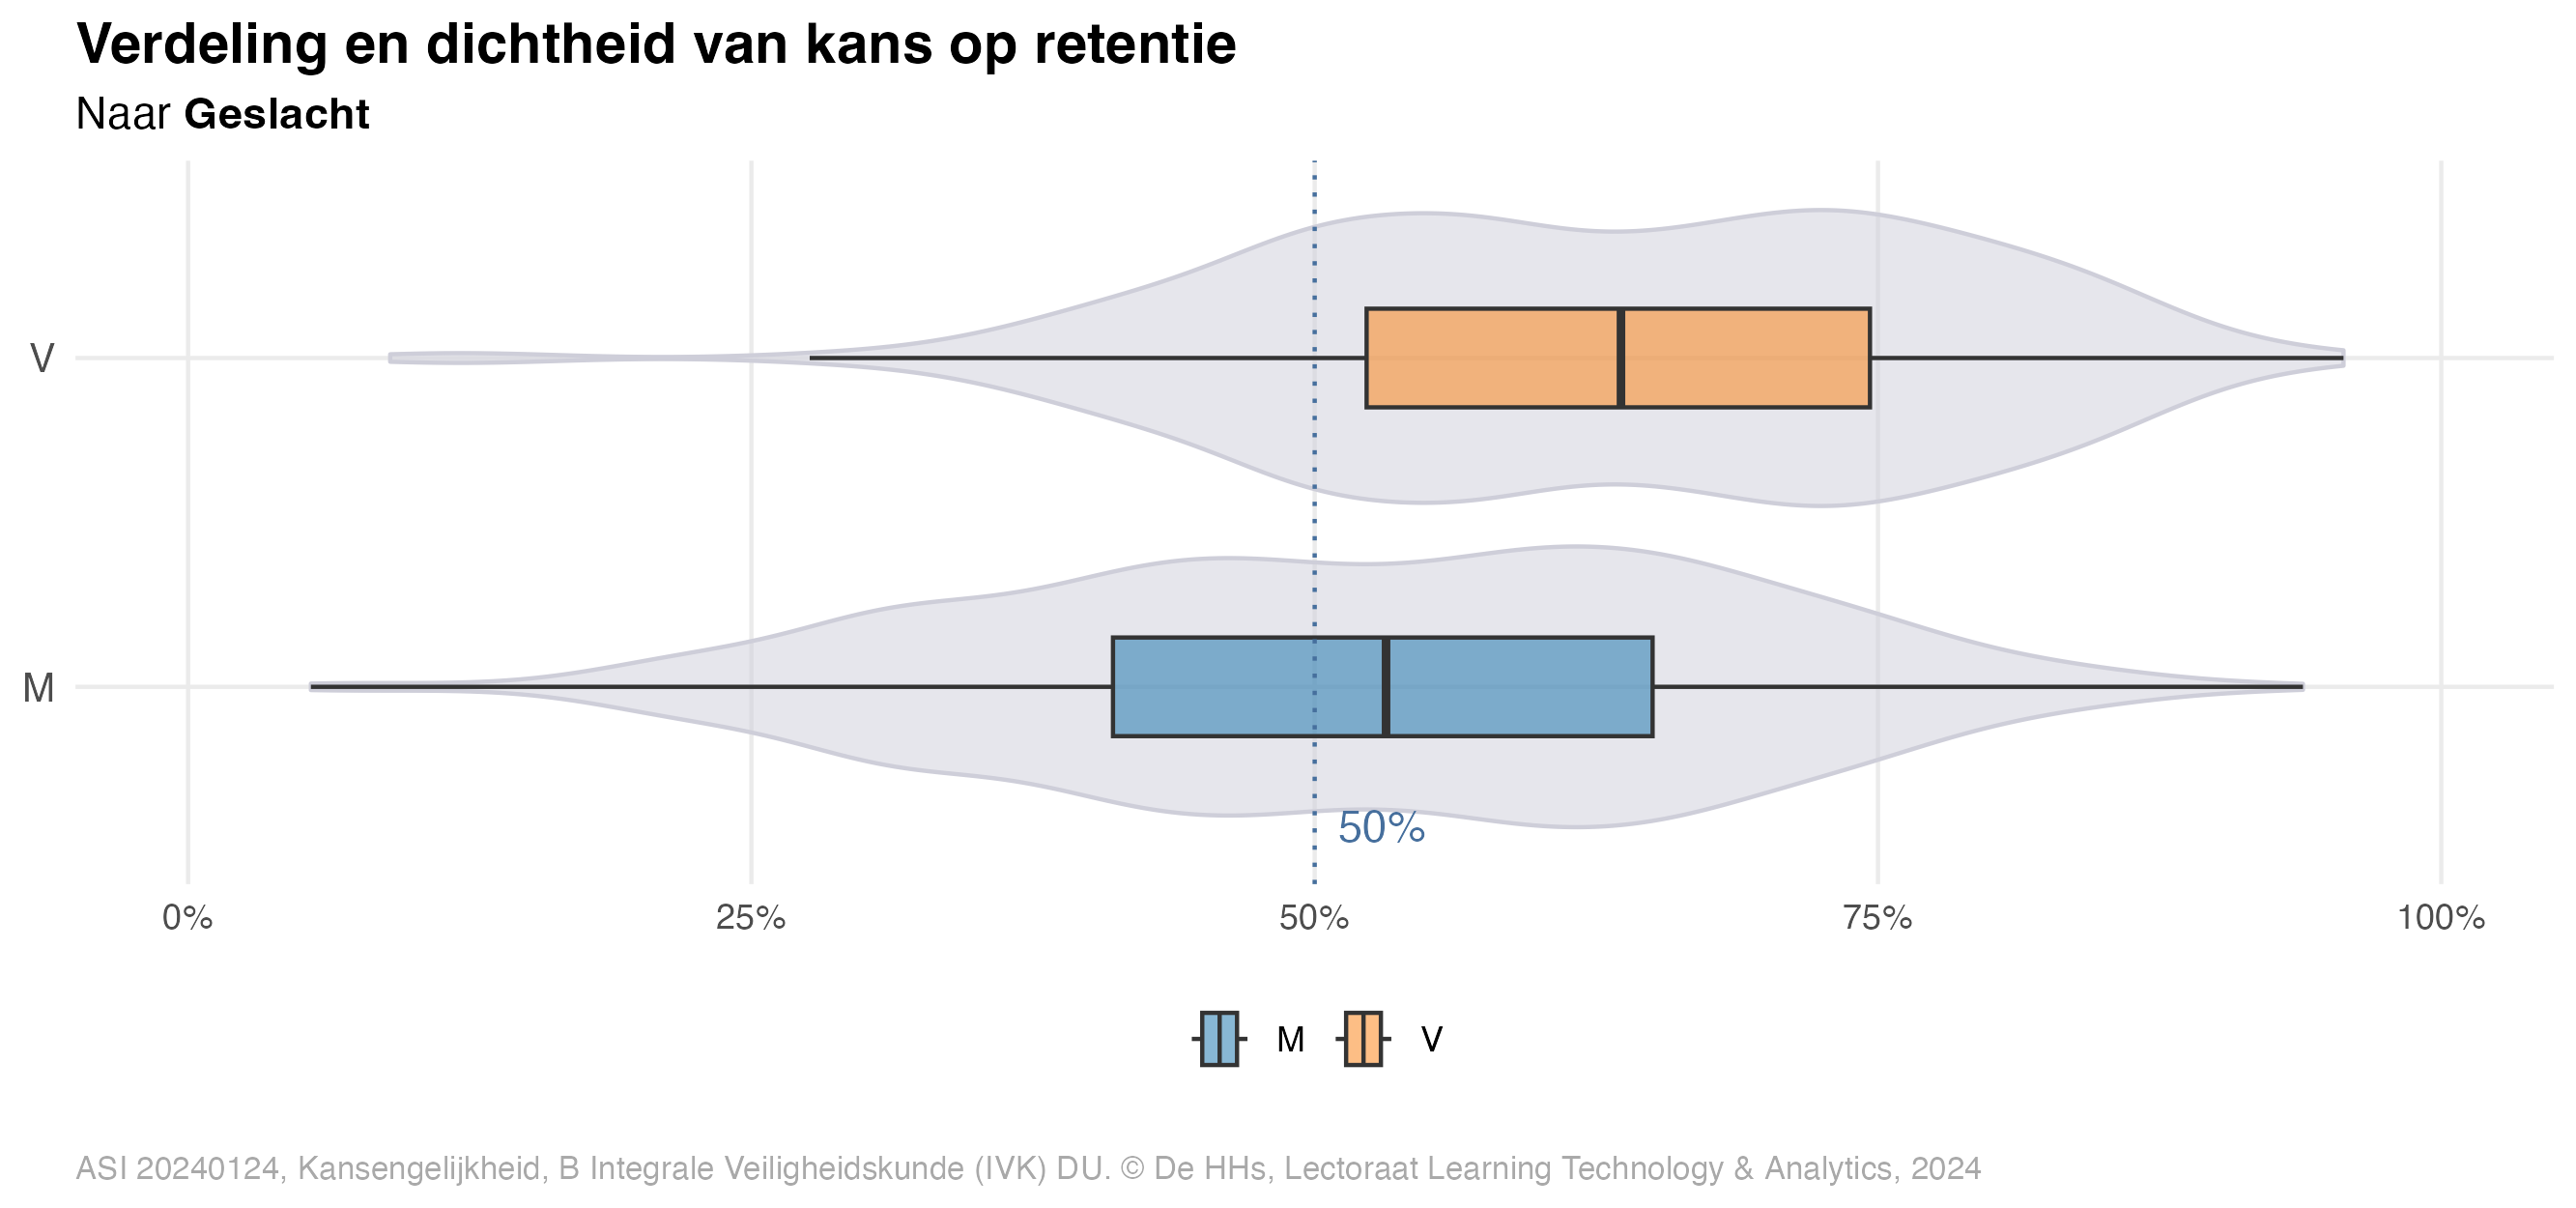 Verdeling en dichtheid van kans op retentie
Naar Geslacht
V
M
50%
0% 25% 50% 75% 100%
M V
ASI 20240124, Kansengelijkheid, B Integrale Veiligheidskunde (IVK) DU. © De HHs, Lectoraat Learning Technology & Analytics, 2024